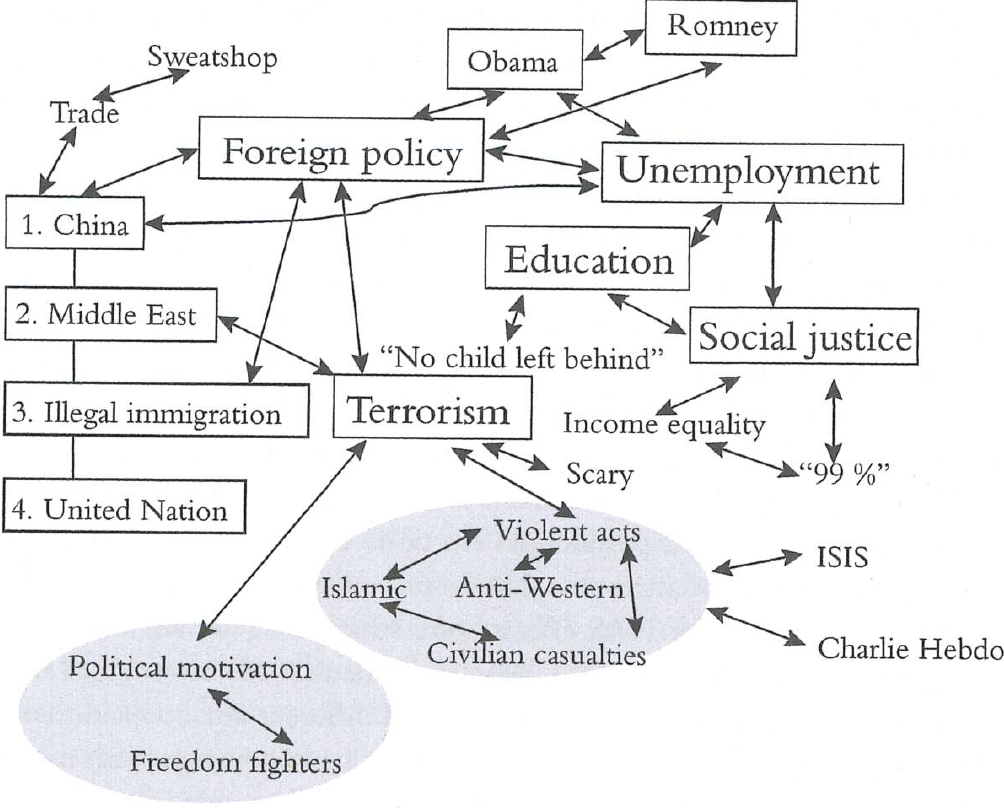 Romney
Obama
Sweatshop
Trade
Foreign policy
Unemployment
1. China
Education
2. Middle East
Social justice
“No child left behind”
3. Illegal immigration
Terrorism
Income equality
Scary
“99 %”
4. United Nation
Violent acts
ISIS
Islamic
Anti-Western
Charlie Hebdo
Civilian casualties
Political motivation
Freedom fighters